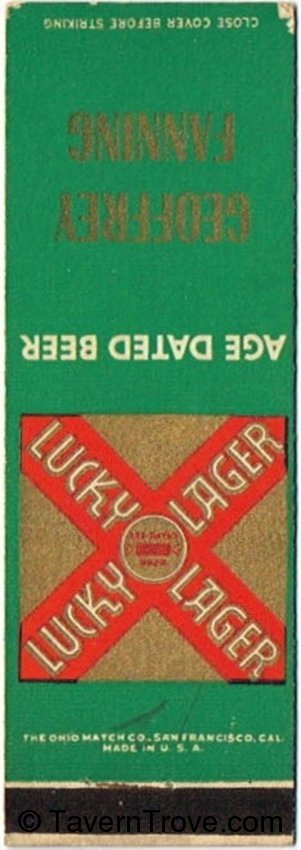 CLOSE COVER BEFORE STRIKING
GEOFFREY
FANNING
AGE DATED BEER
LUCKY LAGER
LUCKY LAGER
THE OHIO MATCH CO., SAN FRANCISCO, CAL.
MADE IN U. S. A.
© TavernTrove.com